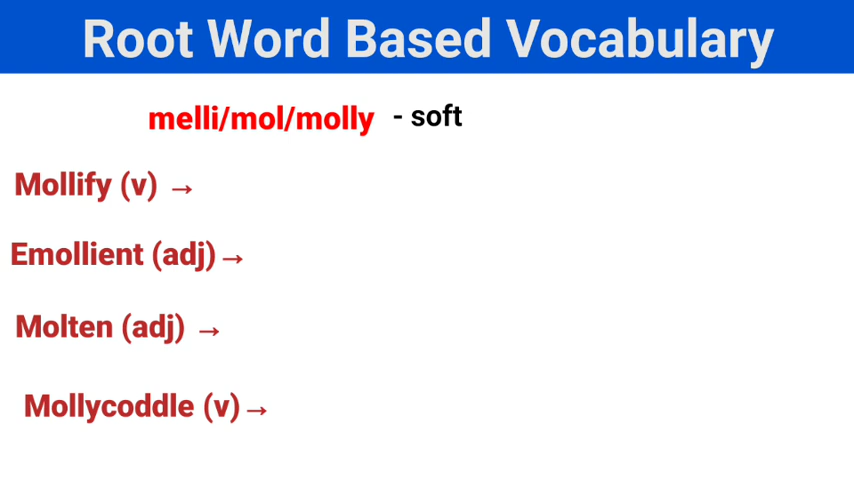 Root Word Based Vocabulary
melli/mol/molly - soft
Mollify (v) →
Emollient (adj) →
Molten (adj) →
Mollycoddle (v) →